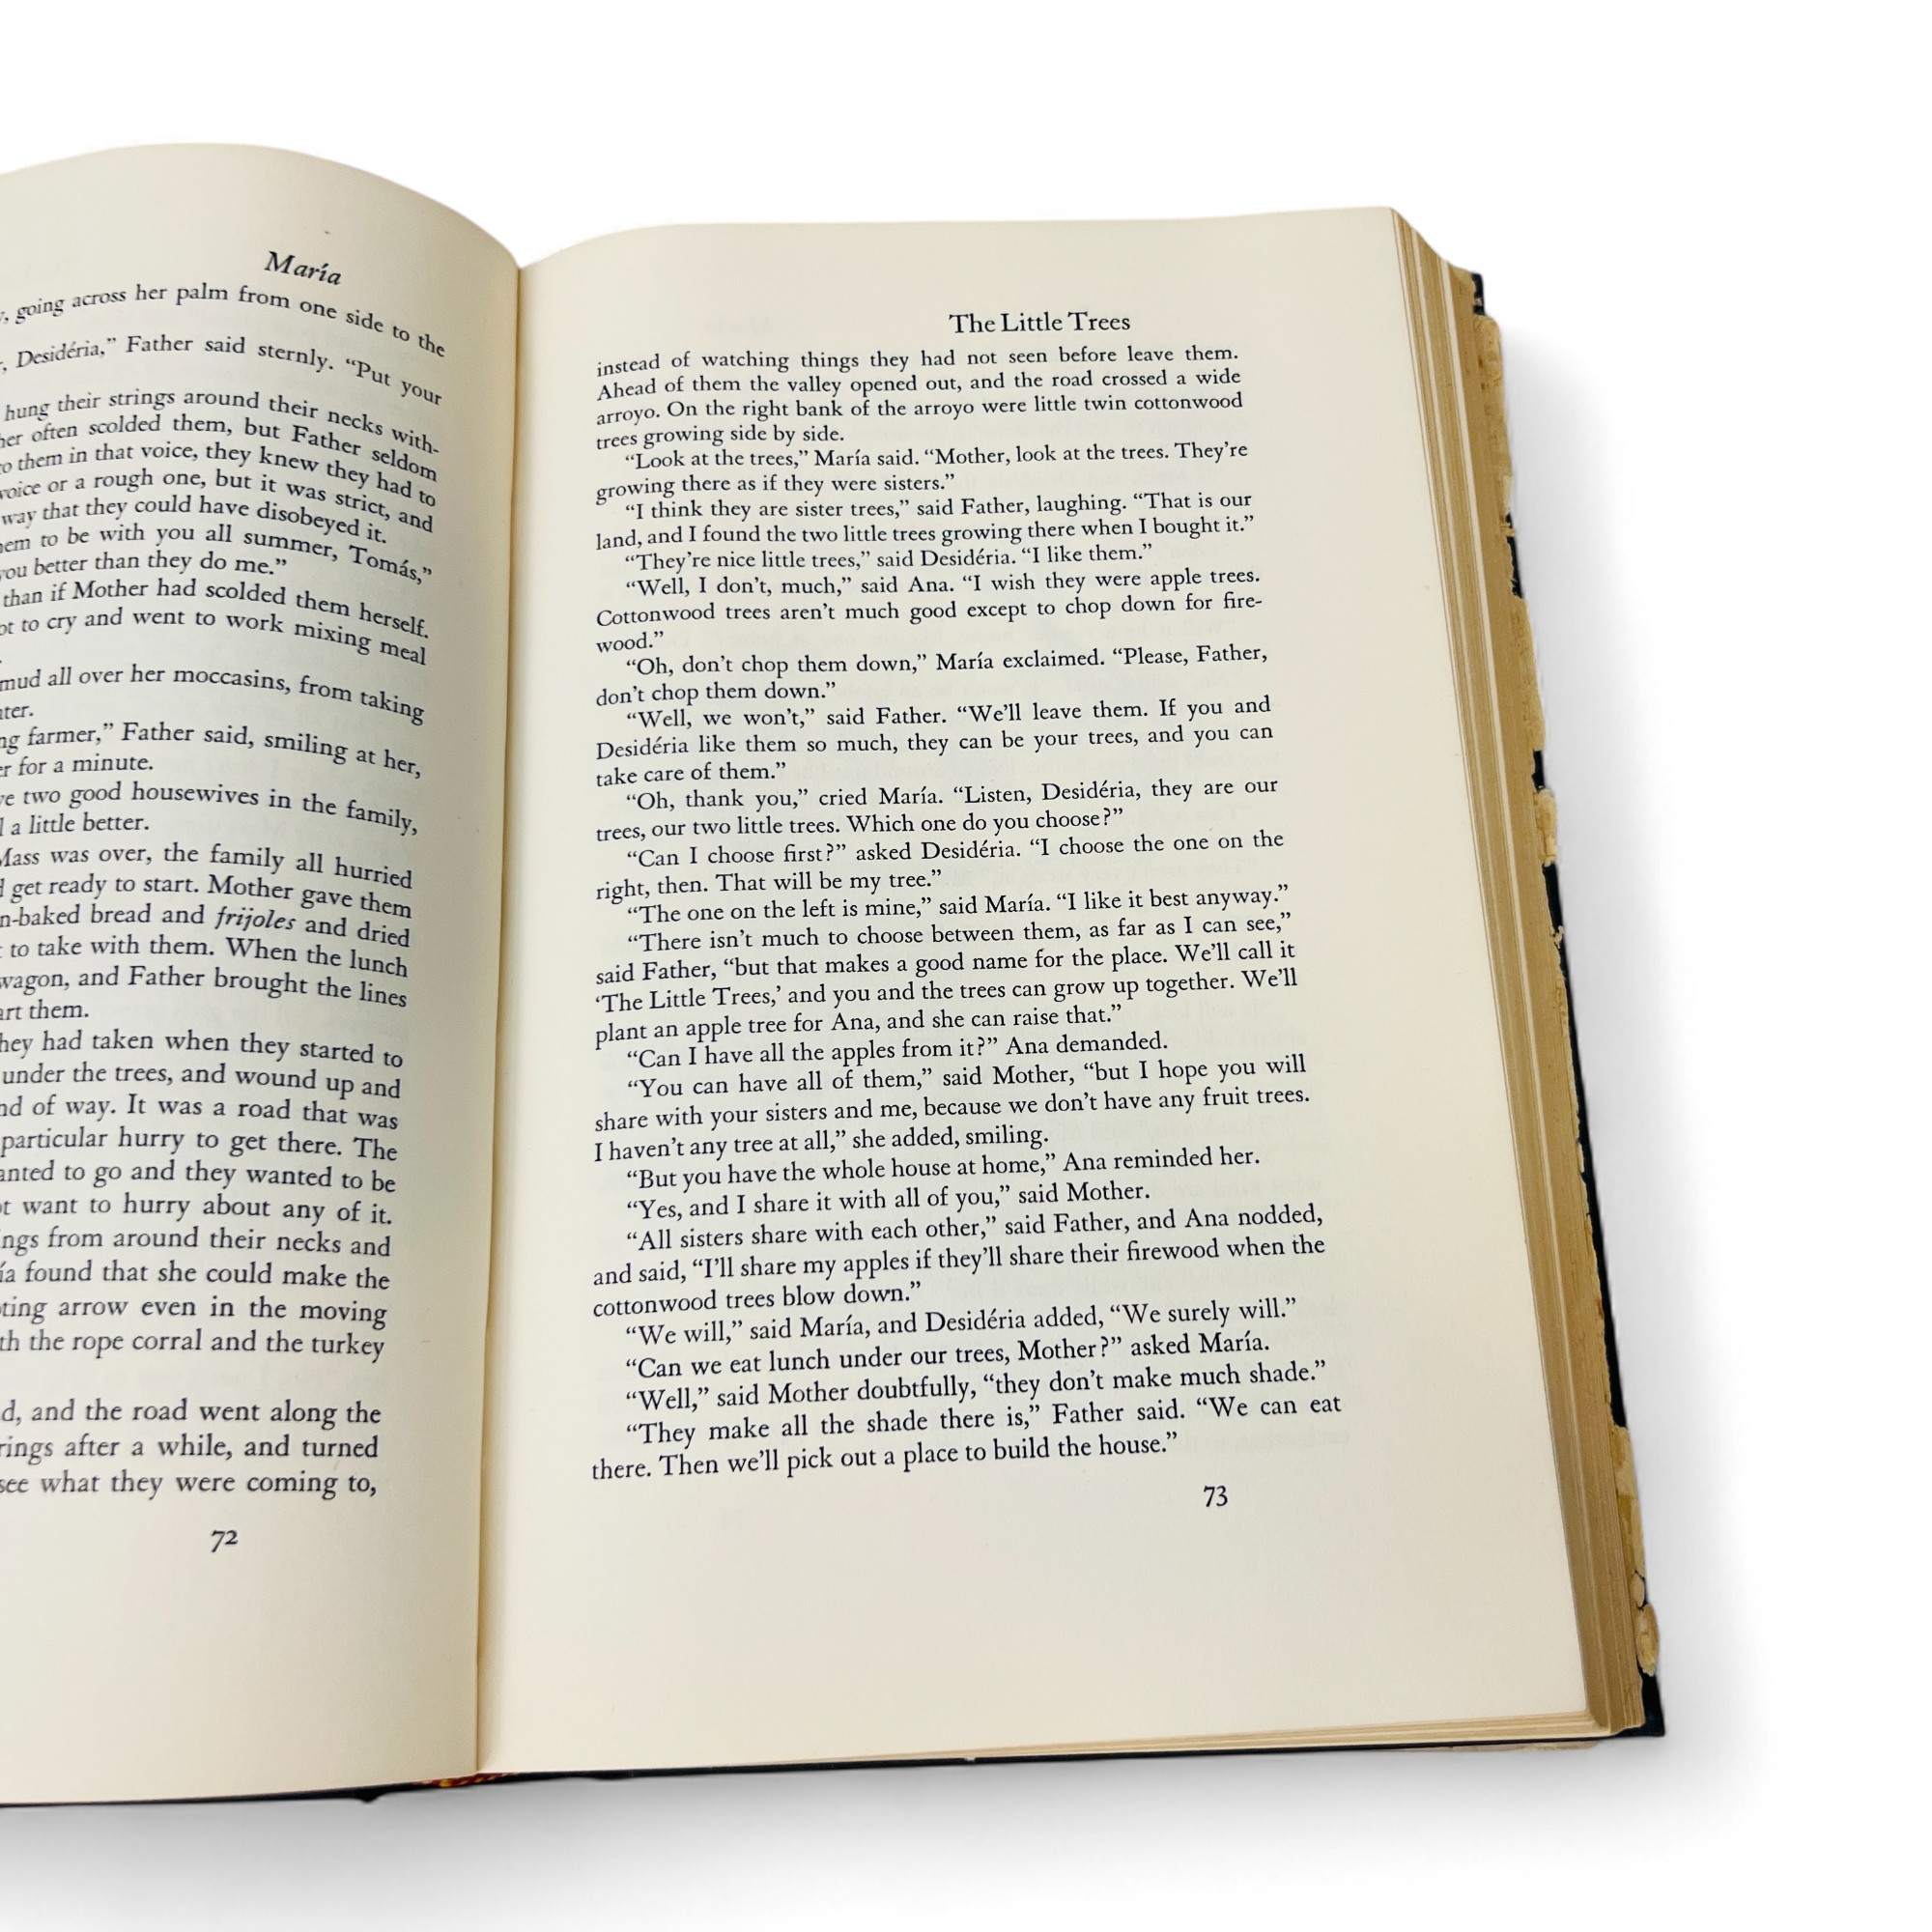 María
going across her palm from one side to the
Desidéria,” Father said sternly. “Put your
hung their strings around their necks with-
often scolded them, but Father seldom
to them in that voice, they knew they had to
voice or a rough one, but it was strict, and
way that they could have disobeyed it.
to be with you all summer, Tomás,”
you better than they do me.”
than if Mother had scolded them herself.
to cry and went to work mixing meal
mud all over her moccasins, from taking
farmer,” Father said, smiling at her,
for a minute.
two good housewives in the family,
a little better.
Mass was over, the family all hurried
get ready to start. Mother gave them
-baked bread and frijoles and dried
to take with them. When the lunch
wagon, and Father brought the lines
them.
they had taken when they started to
under the trees, and wound up and
of way. It was a road that was
particular hurry to get there. The
to go and they wanted to be
want to hurry about any of it.
from around their necks and
found that she could make the
arrow even in the moving
the rope corral and the turkey
and the road went along the
after a while, and turned
see what they were coming to,
72
The Little Trees
instead of watching things they had not seen before leave them.
Ahead of them the valley opened out, and the road crossed a wide
arroyo. On the right bank of the arroyo were little twin cottonwood
trees growing side by side.
“Look at the trees,” María said. “Mother, look at the trees. They’re
growing there as if they were sisters.”
“I think they are sister trees,” said Father, laughing. “That is our
land, and I found the two little trees growing there when I bought it.”
“They’re nice little trees,” said Desidéria. “I like them.”
“Well, I don’t, much,” said Ana. “I wish they were apple trees.
Cottonwood trees aren’t much good except to chop down for fire-
wood.”
“Oh, don’t chop them down,” María exclaimed. “Please, Father,
don’t chop them down.”
“Well, we won’t,” said Father. “We’ll leave them. If you and
Desidéria like them so much, they can be your trees, and you can
take care of them.”
“Oh, thank you,” cried María. “Listen, Desidéria, they are our
trees, our two little trees. Which one do you choose?”
“Can I choose first?” asked Desidéria. “I choose the one on the
right, then. That will be my tree.”
“The one on the left is mine,” said María. “I like it best anyway.”
“There isn’t much to choose between them, as far as I can see,”
said Father, “but that makes a good name for the place. We’ll call it
‘The Little Trees,’ and you and the trees can grow up together. We’ll
plant an apple tree for Ana, and she can raise that.”
“Can I have all the apples from it?” Ana demanded.
“You can have all of them,” said Mother, “but I hope you will
share with your sisters and me, because we don’t have any fruit trees.
I haven’t any tree at all,” she added, smiling.
“But you have the whole house at home,” Ana reminded her.
“Yes, and I share it with all of you,” said Mother.
“All sisters share with each other,” said Father, and Ana nodded,
and said, “I’ll share my apples if they’ll share their firewood when the
cottonwood trees blow down.”
“We will,” said María, and Desidéria added, “We surely will.”
“Can we eat lunch under our trees, Mother?” asked María.
“Well,” said Mother doubtfully, “they don’t make much shade.”
“They make all the shade there is,” Father said. “We can eat
there. Then we’ll pick out a place to build the house.”
73